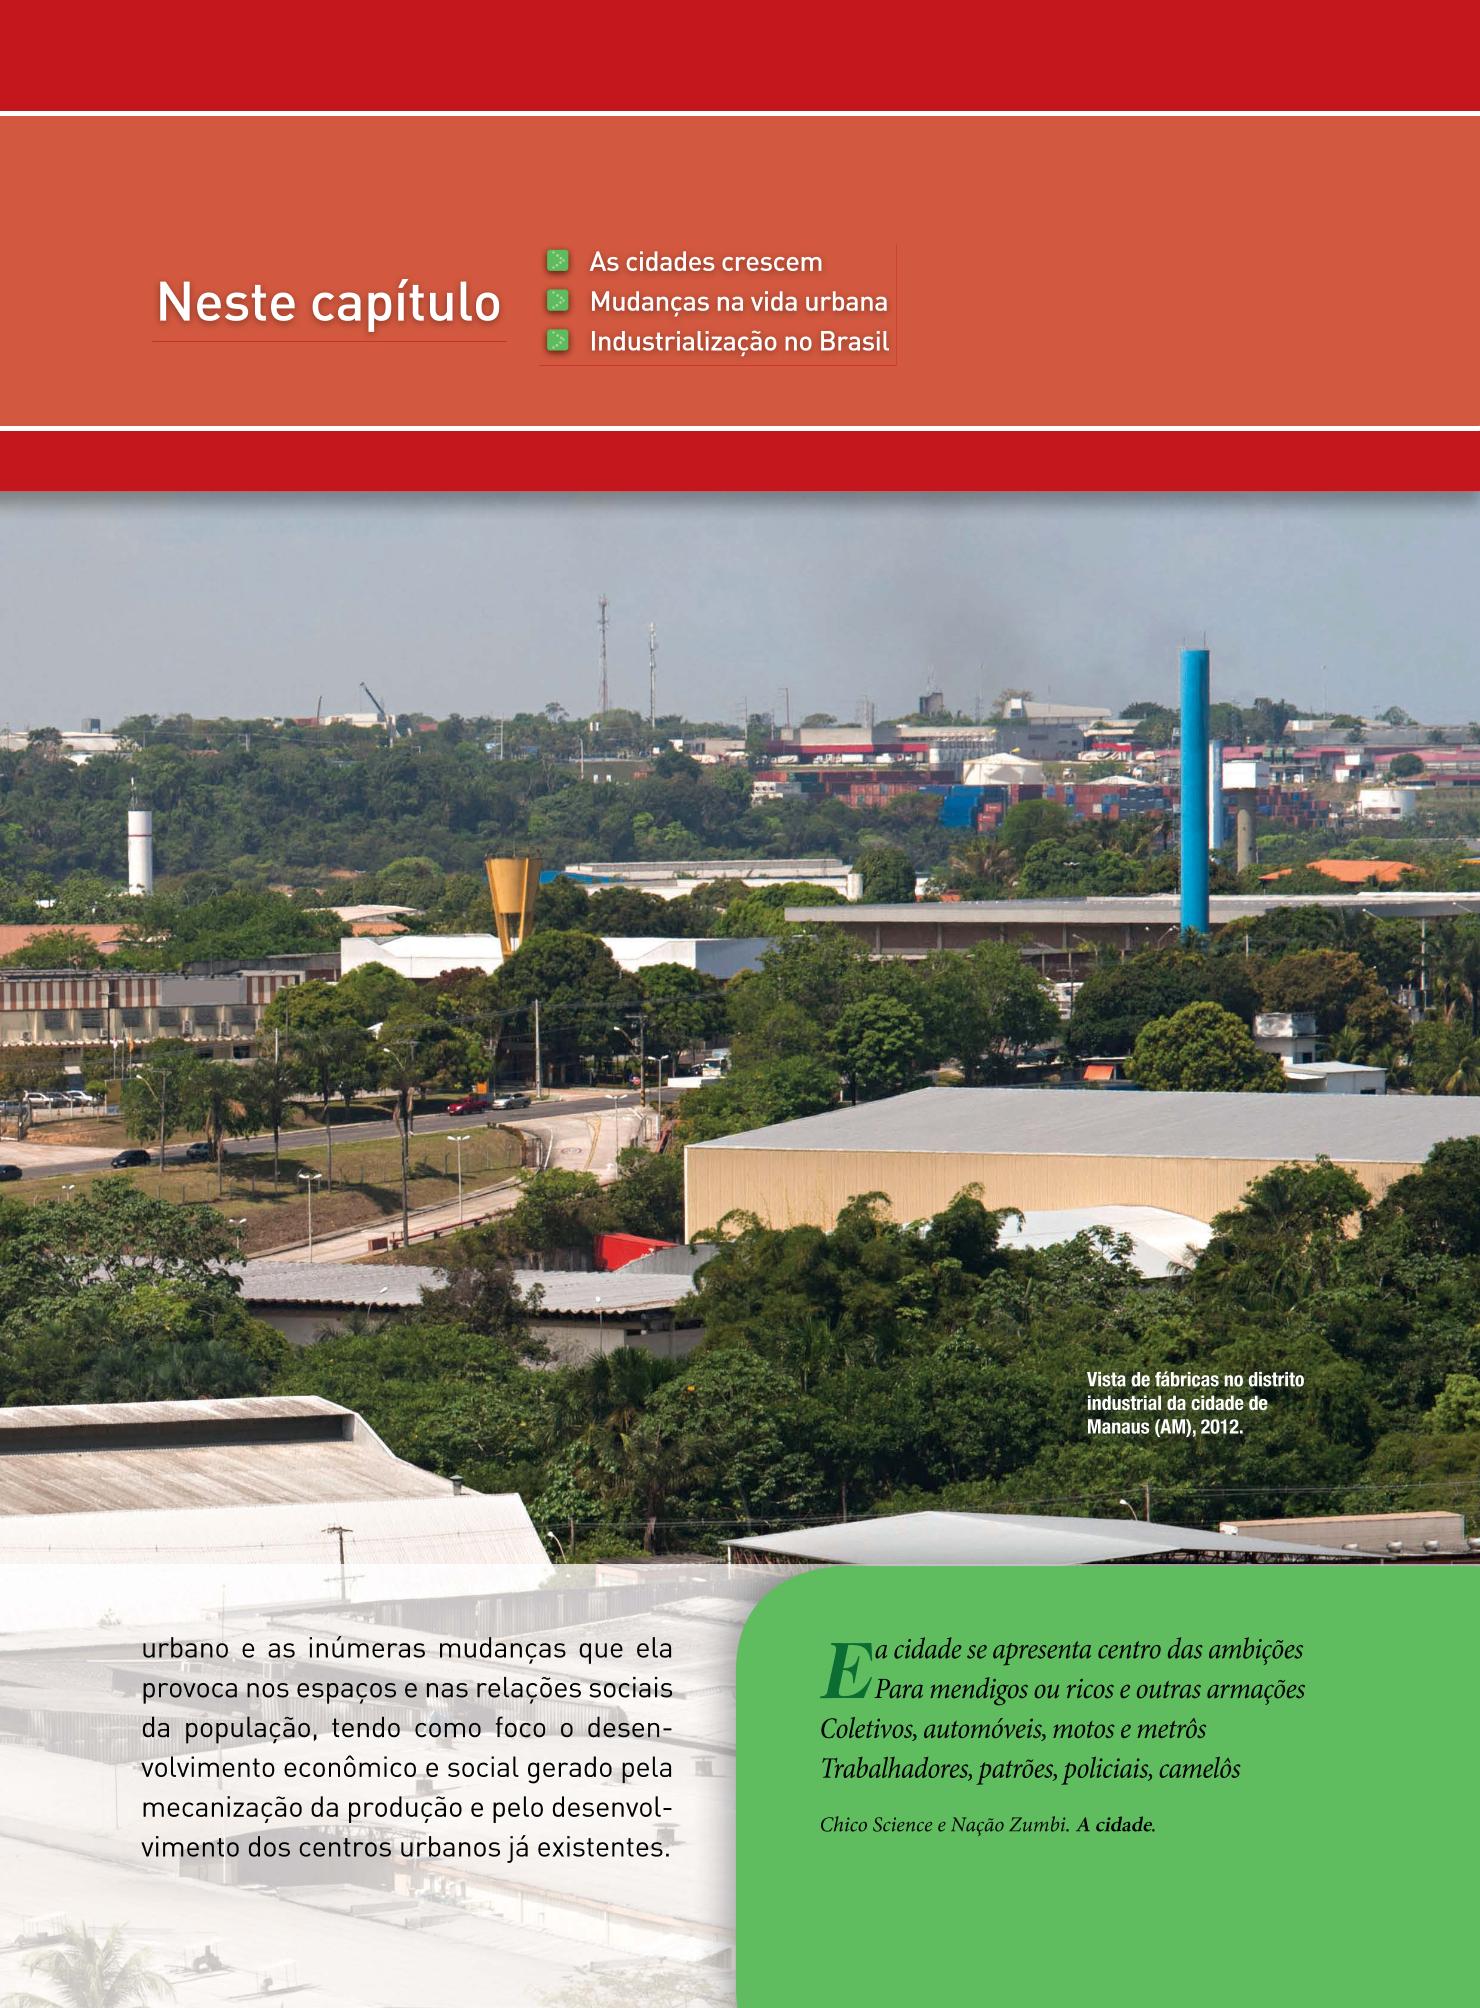 Neste capítulo
As cidades crescem
Mudanças na vida urbana
Industrialização no Brasil
Vista de fábricas no distrito
industrial da cidade de
Manaus (AM), 2012.
urbano e as inúmeras mudanças que ela
provoca nos espaços e nas relações sociais
da população, tendo como foco o desen-
volvimento econômico e social gerado pela
mecanização da produção e pelo desenvol-
vimento dos centros urbanos já existentes.
E a cidade se apresenta centro das ambições
Para mendigos ou ricos e outras armações
Coletivos, automóveis, motos e metrôs
Trabalhadores, patrões, policiais, camelôs
Chico Science e Nação Zumbi. A cidade.